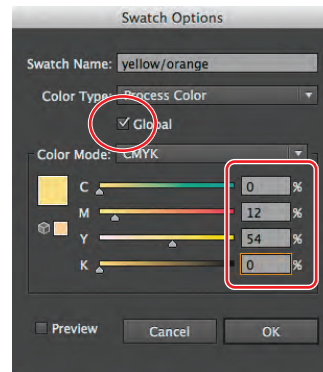 Swatch Options
Swatch Name: yellow/orange
Color Type: Process Color
Global
Color Mode: CMYK
C 0 %
M 12 %
Y 54 %
K 0 %
Preview Cancel OK